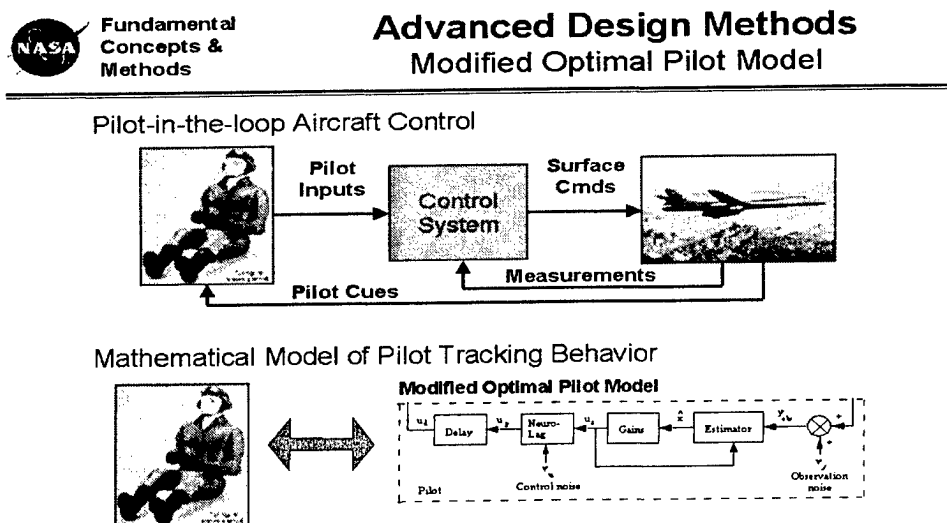 NASA
Fundamental
Concepts &
Methods
Advanced Design Methods
Modified Optimal Pilot Model
Pilot-in-the-loop Aircraft Control
Pilot
Inputs
Control
System
Surface
Cmds
Measurements
Pilot Cues
Mathematical Model of Pilot Tracking Behavior
Modified Optimal Pilot Model
Delay
Neuro-
Lag
Gains
Estimator
Control noise
Observation
noise
Pilot